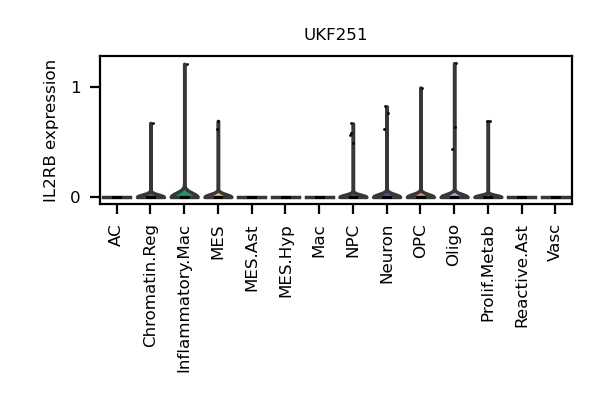 UKF251
IL2RB expression
1
0
AC
Chromatin.Reg
Inflammatory.Mac
MES
MES.Ast
MES.Hyp
Mac
NPC
Neuron
OPC
Oligo
Prolif.Metab
Reactive.Ast
Vasc